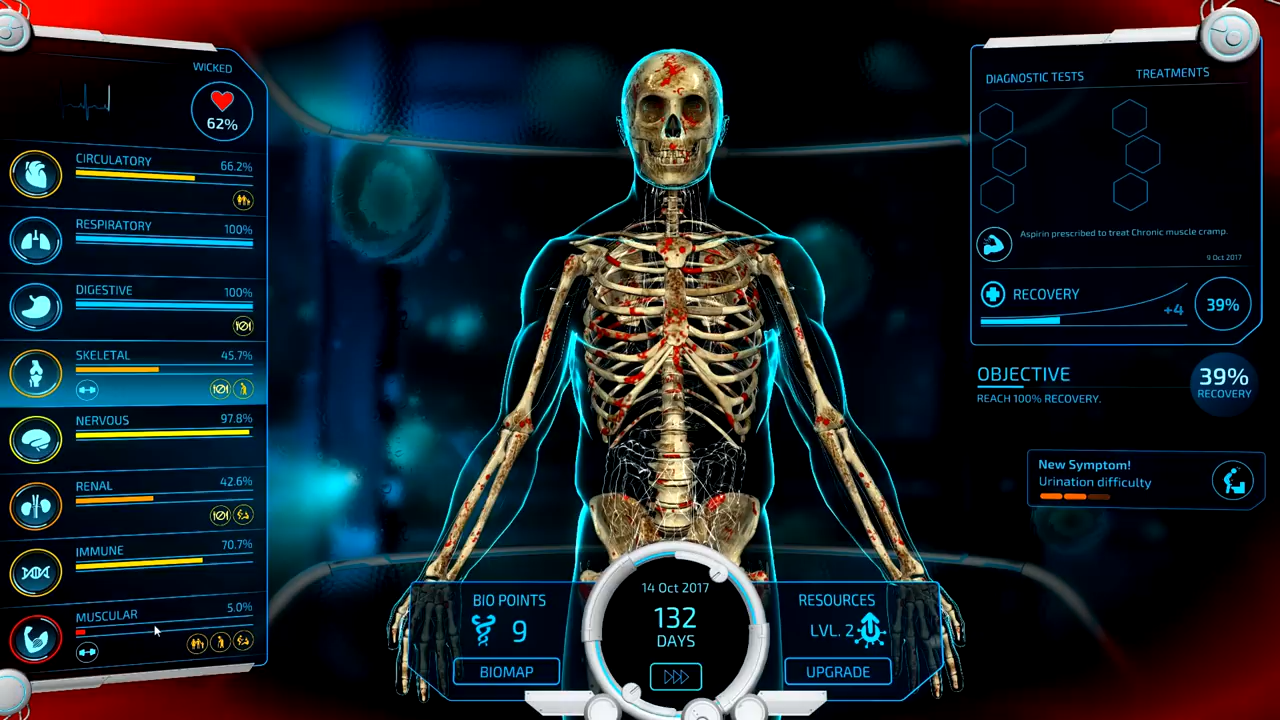 WICKED
62%
CIRCULATORY 66.2%
RESPIRATORY 100%
DIGESTIVE 100%
SKELETAL 45.7%
NERVOUS 97.8%
RENAL 42.6%
IMMUNE 70.7%
MUSCULAR 5.0%
BIO POINTS
9
BIOMAP
14 Oct 2017
132
DAYS
RESOURCES
LVL. 2
UPGRADE
DIAGNOSTIC TESTS TREATMENTS
Aspirin prescribed to treat Chronic muscle cramp.
9 Oct 2017
RECOVERY +4 39%
OBJECTIVE
REACH 100% RECOVERY.
39%
RECOVERY
New Symptom!
Urination difficulty